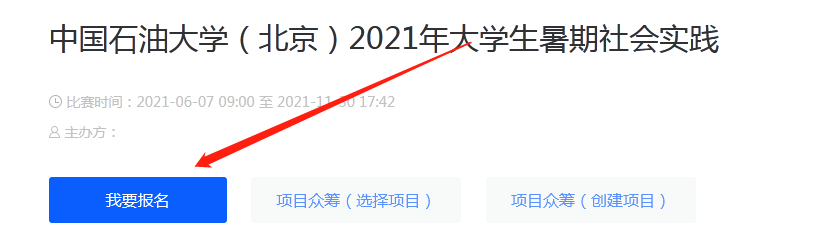 中国石油大学（北京）2021年大学生暑期社会实践
比赛时间：2021-06-07 09:00 至 2021-11-30 17:42
主办方：
我要报名
项目众筹（选择项目）
项目众筹（创建项目）